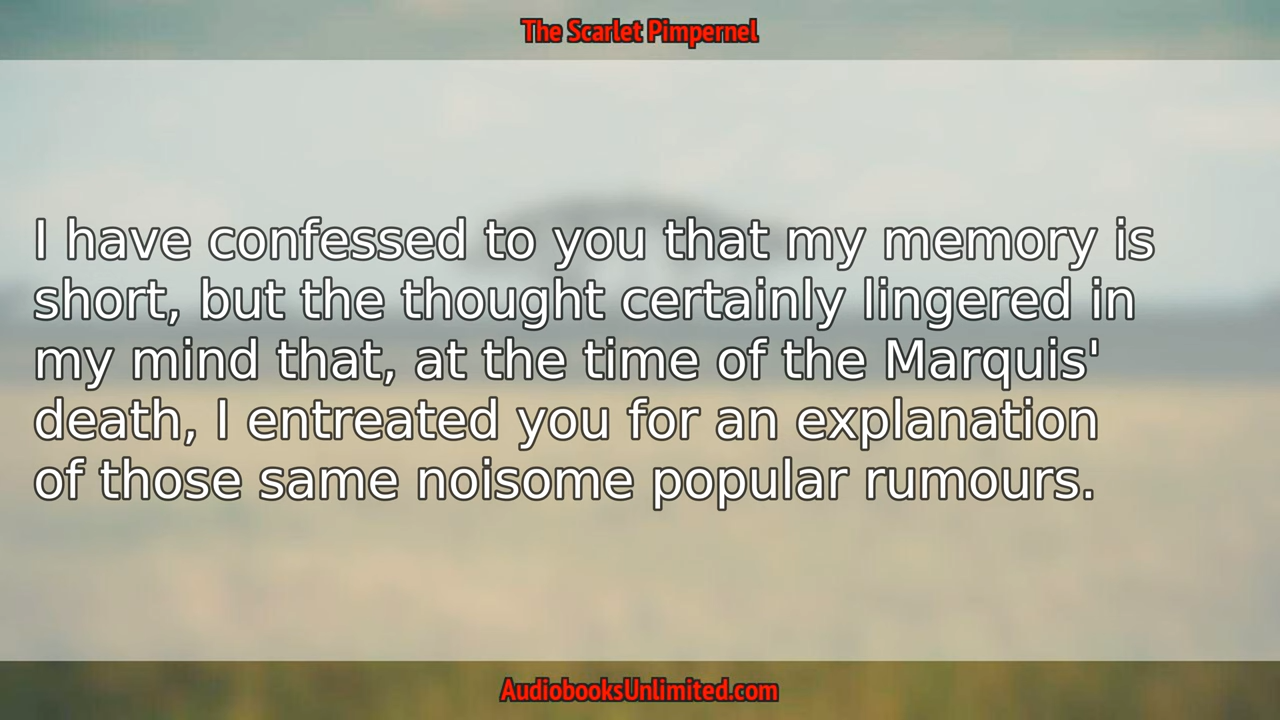 The Scarlet Pimpernel
I have confessed to you that my memory is
short, but the thought certainly lingered in
my mind that, at the time of the Marquis'
death, I entreated you for an explanation
of those same noisome popular rumours.
AudiobooksUnlimited.com